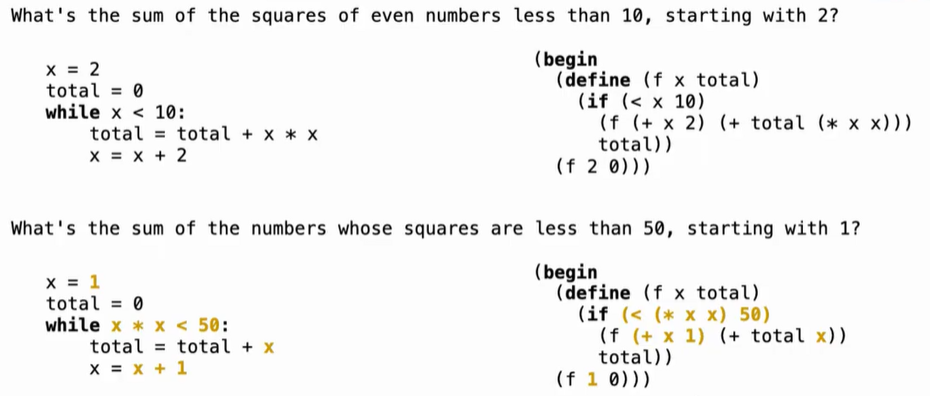 What's the sum of the squares of even numbers less than 10, starting with 2?
x = 2
total = 0
while x < 10:
    total = total + x * x
    x = x + 2
(begin
  (define (f x total)
    (if (< x 10)
      (f (+ x 2) (+ total (* x x)))
      total))
  (f 2 0)))
What's the sum of the numbers whose squares are less than 50, starting with 1?
x = 1
total = 0
while x * x < 50:
    total = total + x
    x = x + 1
(begin
  (define (f x total)
    (if (< (* x x) 50)
      (f (+ x 1) (+ total x))
      total))
  (f 1 0)))